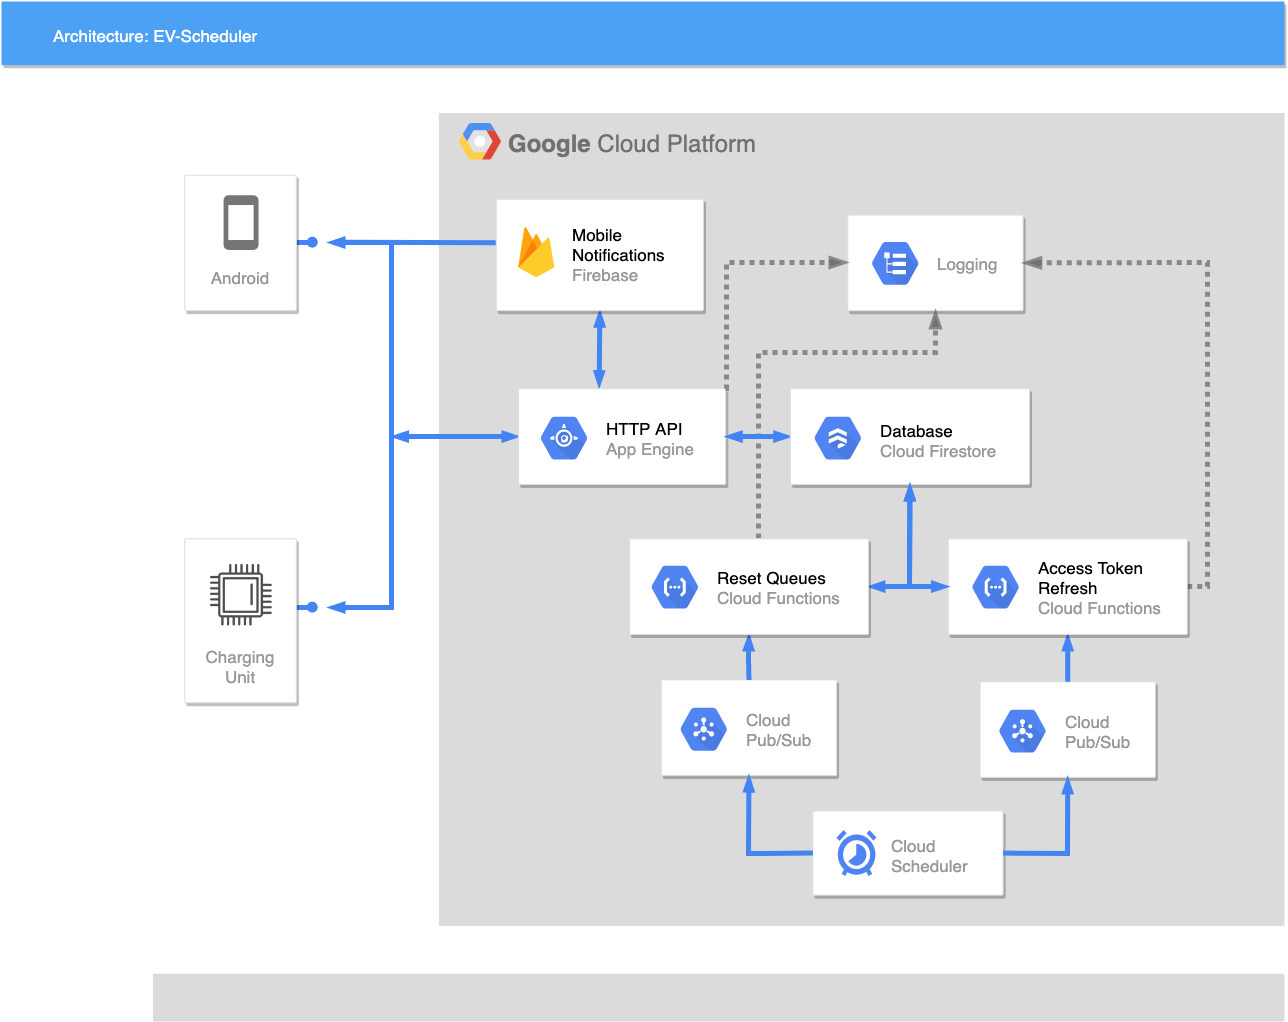 Architecture: EV-Scheduler
Google Cloud Platform
Android
Mobile
Notifications
Firebase
Logging
HTTP API
App Engine
Database
Cloud Firestore
Charging
Unit
Reset Queues
Cloud Functions
Access Token
Refresh
Cloud Functions
Cloud
Pub/Sub
Cloud
Pub/Sub
Cloud
Scheduler